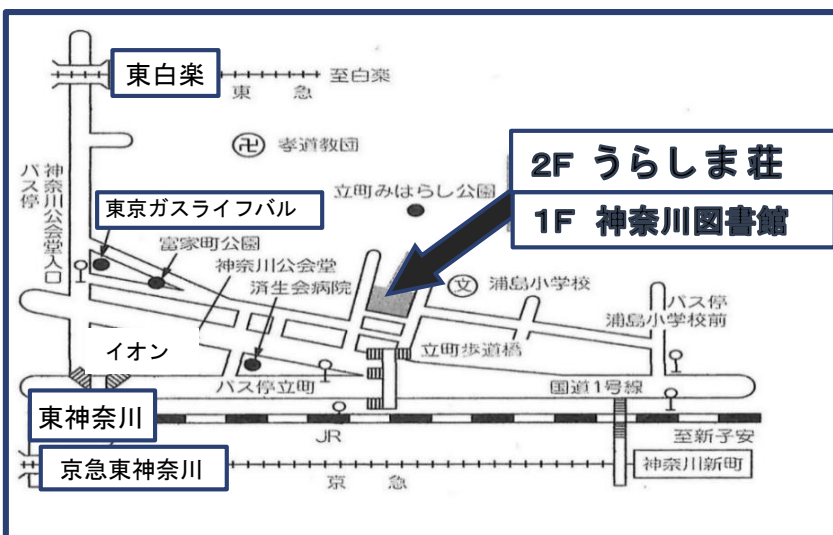 東白楽
至白楽
東 急
卍 孝道教団
2F うらしま荘
1F 神奈川図書館
神奈川公会堂入口
バス停
立町みはらし公園
東京ガスライフバル
富家町公園
神奈川公会堂
済生会病院
文 浦島小学校
バス停
浦島小学校前
イオン
立町歩道橋
バス停立町
国道1号線
東神奈川
JR
至新子安
京急東神奈川
京 急
神奈川新町